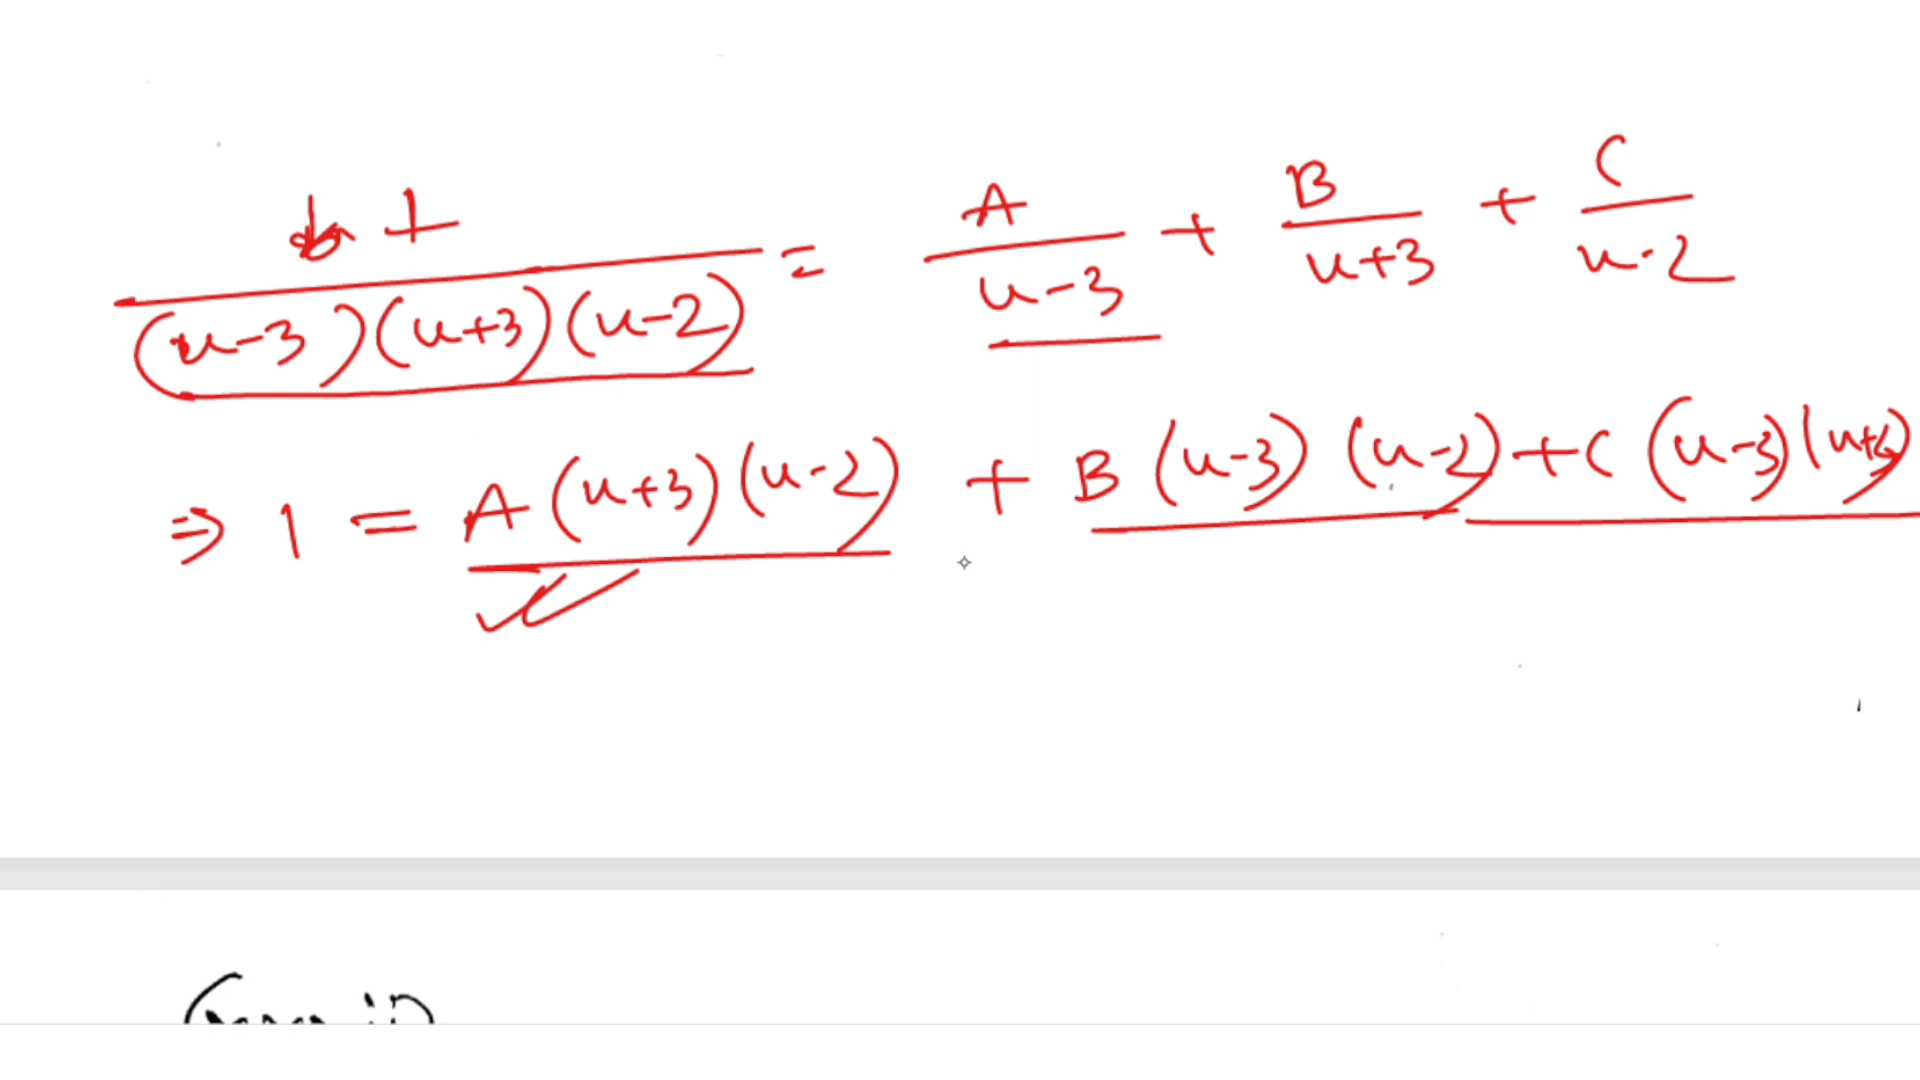 1/((u-3)(u+3)(u-2)) = A/(u-3) + B/(u+3) + C/(u-2)
⇒ 1 = A(u+3)(u-2) + B(u-3)(u-2)+C(u-3)(u+3)